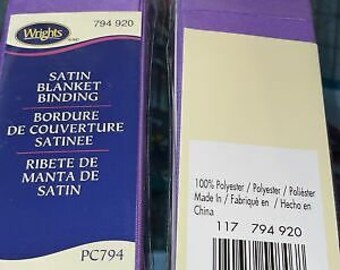 Wrights
794 920
SATIN
BLANKET
BINDING
BORDURE
DE COUVERTURE
SATINEE
RIBETE DE
MANTA DE
SATIN
PC794
100% Polyester / Polyester / Poliéster
Made In / Fabriqué en / Hecho en
China
117 794 920